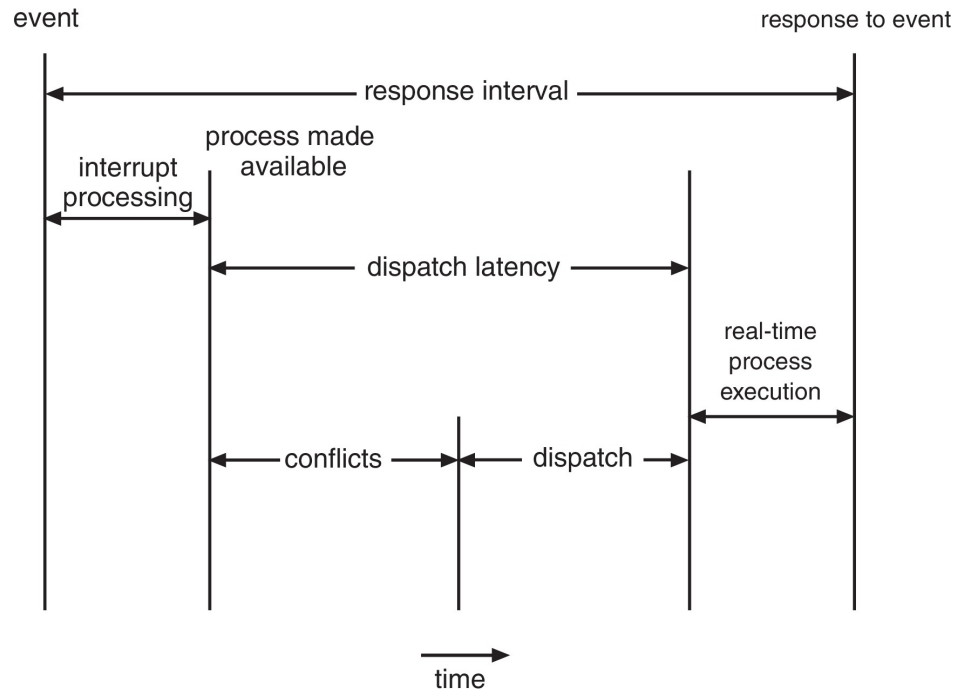 event
response to event
response interval
process made
available
interrupt
processing
dispatch latency
real-time
process
execution
conflicts
dispatch
time